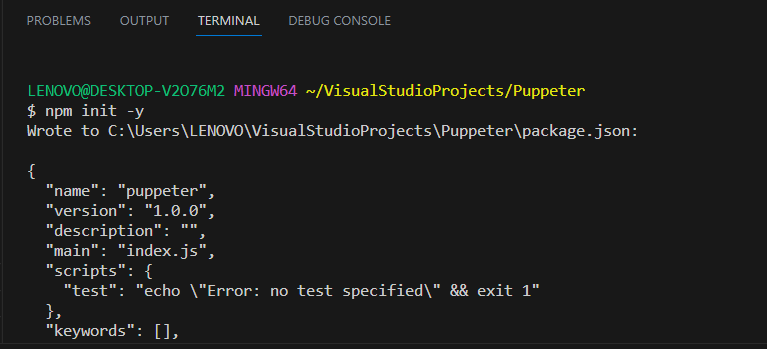 PROBLEMS OUTPUT TERMINAL DEBUG CONSOLE
LENOVO@DESKTOP-V2O76M2 MINGW64 ~/VisualStudioProjects/Puppeter
$ npm init -y
Wrote to C:\Users\LENOVO\VisualStudioProjects\Puppeter\package.json:
{
  "name": "puppeter",
  "version": "1.0.0",
  "description": "",
  "main": "index.js",
  "scripts": {
    "test": "echo \"Error: no test specified\" && exit 1"
  },
  "keywords": [],